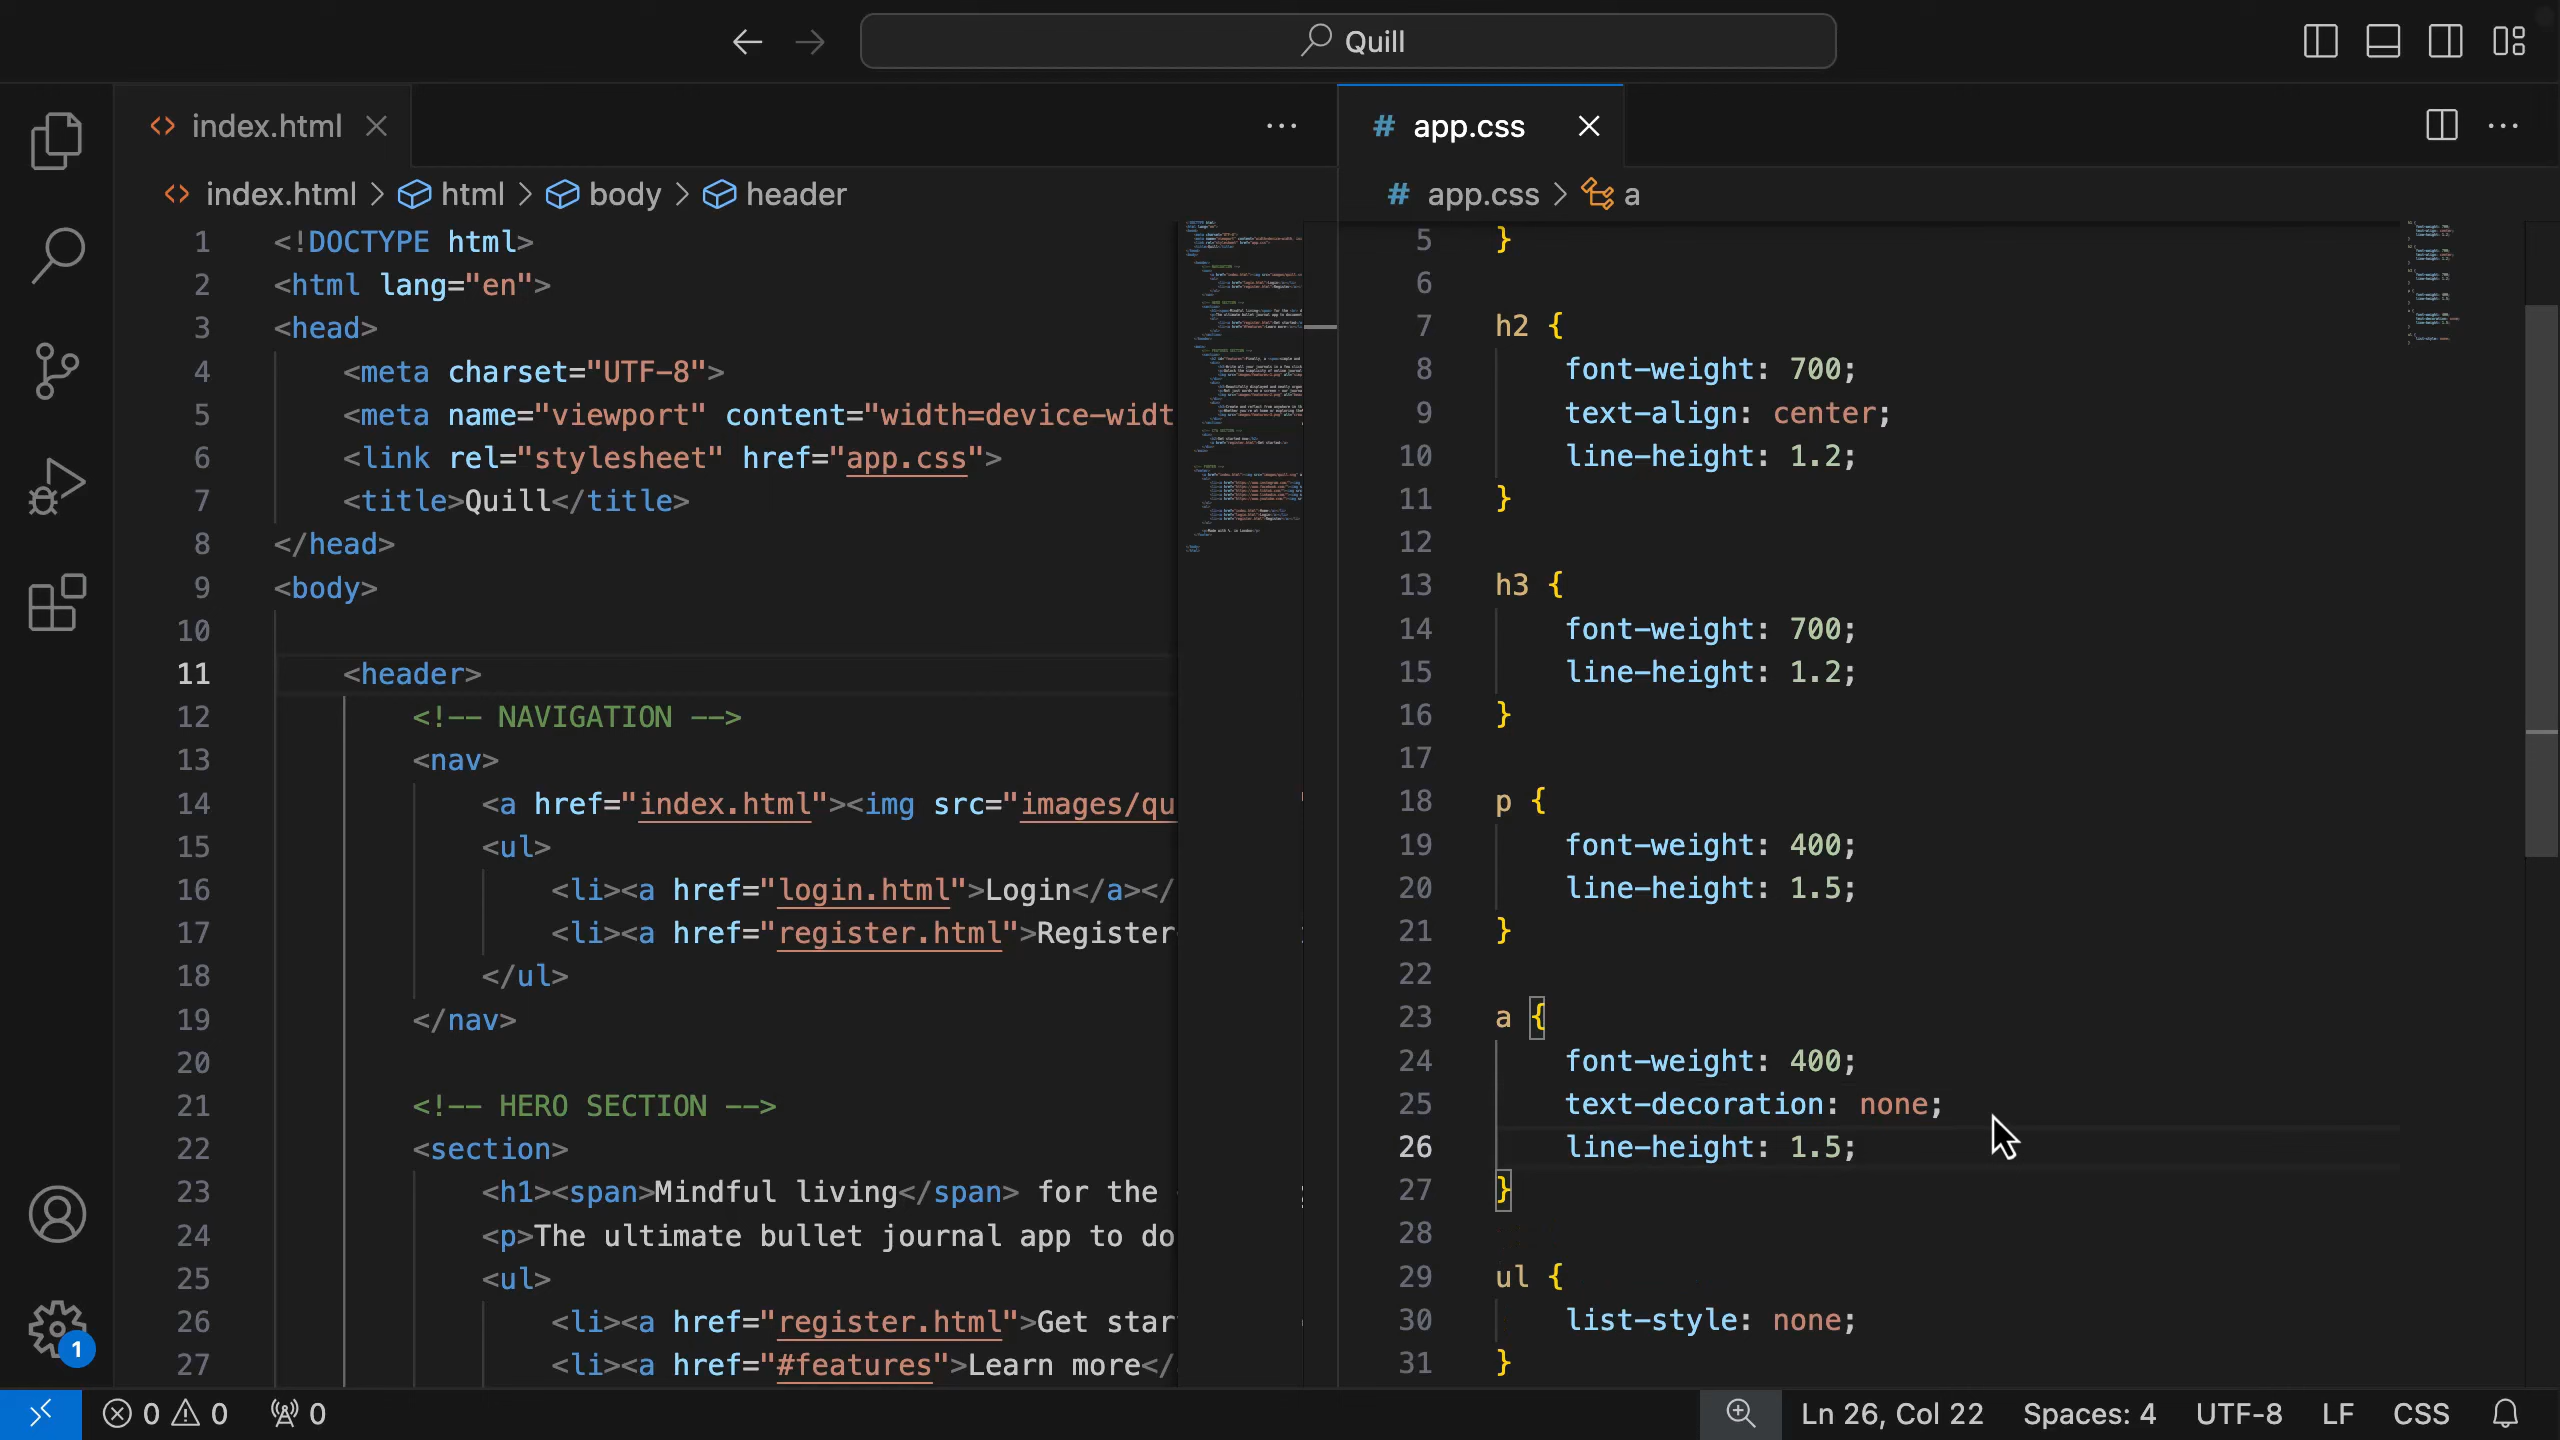 Quill
index.html
index.html > html > body > header
1 <!DOCTYPE html>
2 <html lang="en">
3 <head>
4 <meta charset="UTF-8">
5 <meta name="viewport" content="width=device-widt
6 <link rel="stylesheet" href="app.css">
7 <title>Quill</title>
8 </head>
9 <body>
10
11 <header>
12 <!-- NAVIGATION -->
13 <nav>
14 <a href="index.html"><img src="images/qu
15 <ul>
16 <li><a href="login.html">Login</a></
17 <li><a href="register.html">Register
18 </ul>
19 </nav>
20
21 <!-- HERO SECTION -->
22 <section>
23 <h1><span>Mindful living</span> for the
24 <p>The ultimate bullet journal app to do
25 <ul>
26 <li><a href="register.html">Get star
27 <li><a href="#features">Learn more</
# app.css
# app.css > a
5 }
6
7 h2 {
8 font-weight: 700;
9 text-align: center;
10 line-height: 1.2;
11 }
12
13 h3 {
14 font-weight: 700;
15 line-height: 1.2;
16 }
17
18 p {
19 font-weight: 400;
20 line-height: 1.5;
21 }
22
23 a {
24 font-weight: 400;
25 text-decoration: none;
26 line-height: 1.5;
27 }
28
29 ul {
30 list-style: none;
31 }
1
0 0 0 Ln 26, Col 22 Spaces: 4 UTF-8 LF CSS